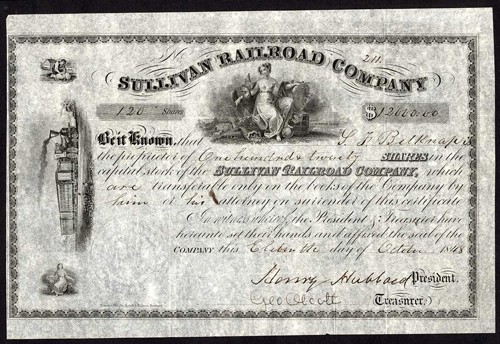 No 211
SULLIVAN RAILROAD COMPANY
120 Shares $12000.00
Be it Known, that S. F. Belknap is
the proprietor of One hundred & twenty SHARES in the
capital stock of the SULLIVAN RAILROAD COMPANY, which
are transferable only on the books of the Company by
him or his attorney on surrender of this certificate
In witness whereof, the President & Treasurer have
hereunto set their hands and affixed the seal of the
COMPANY this Eleventh day of October 1848
Henry Hubbard President.
Geo Olcott Treasurer.